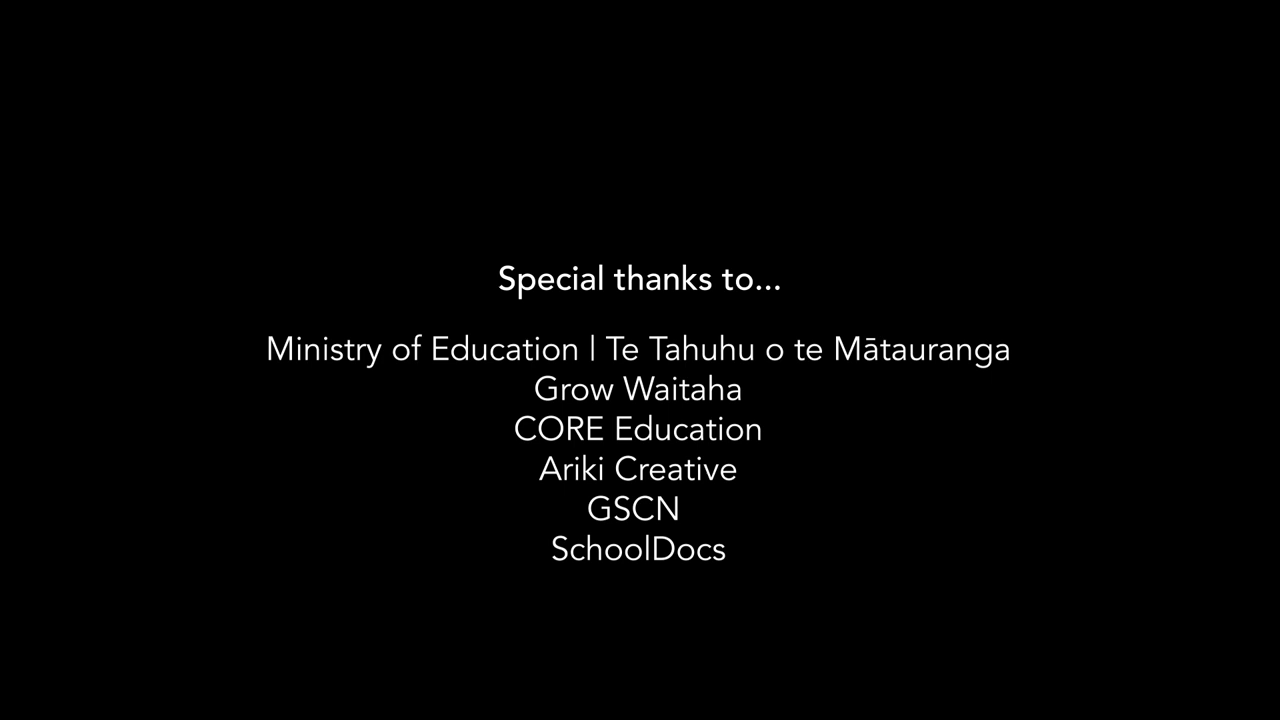 Special thanks to...
Ministry of Education | Te Tahuhu o te Mātauranga
Grow Waitaha
CORE Education
Ariki Creative
GSCN
SchoolDocs